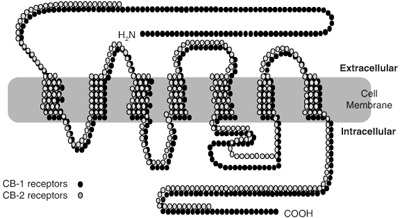 H₂N
Extracellular
Cell
Membrane
Intracellular
CB-1 receptors
CB-2 receptors
COOH